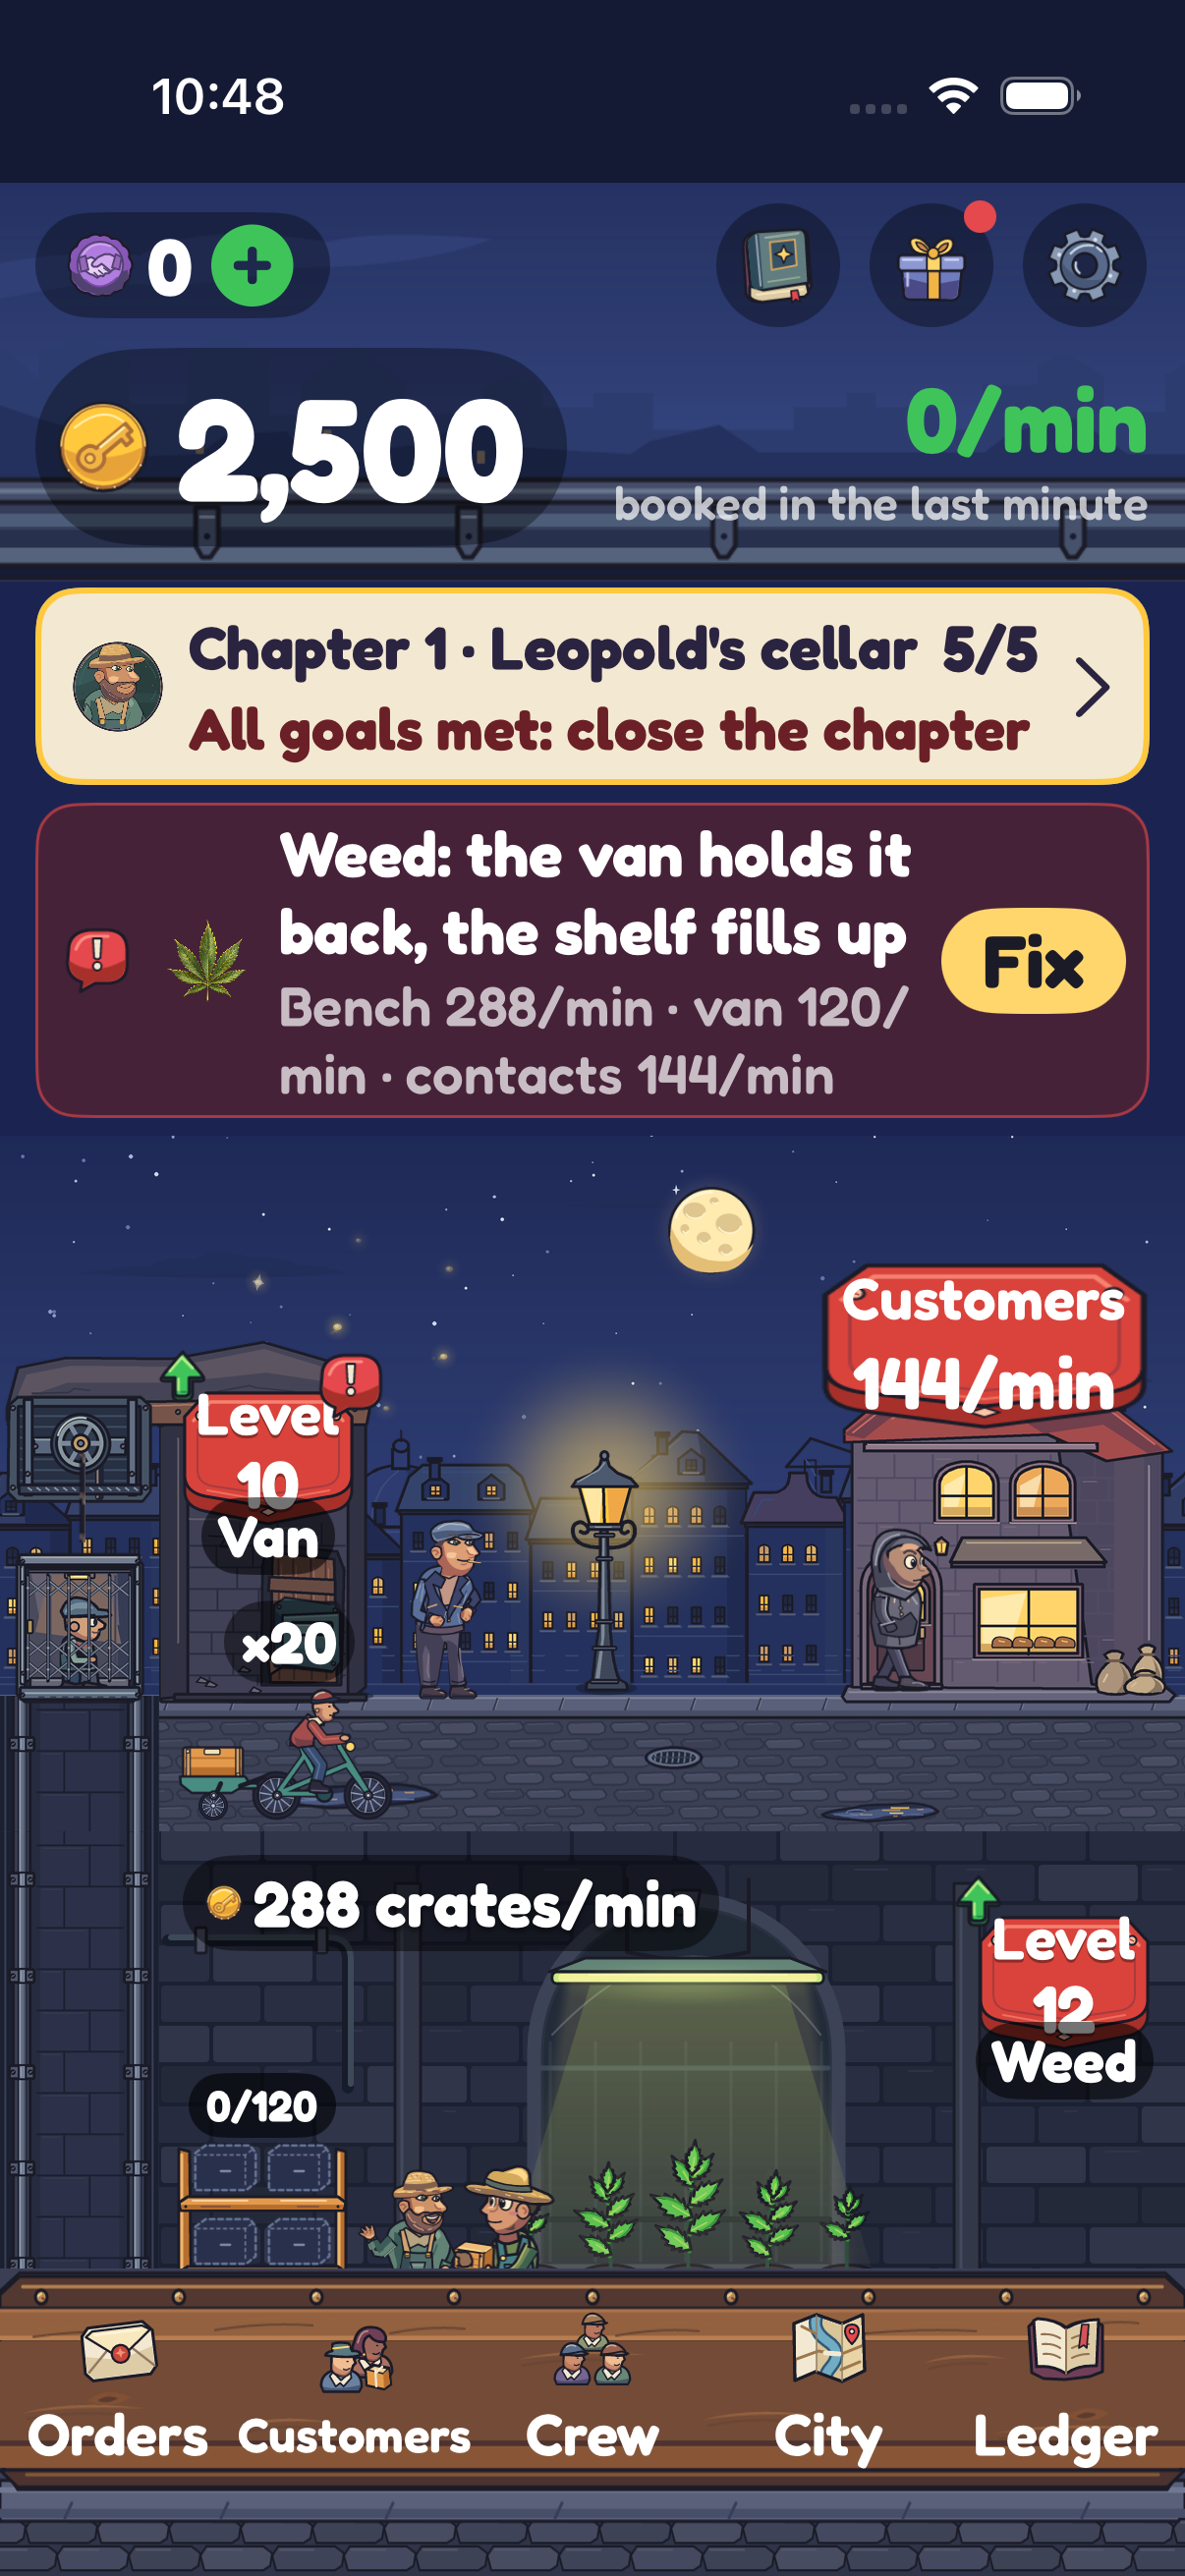 10:48
0
2,500
0/min
booked in the last minute
Chapter 1 · Leopold's cellar 5/5
All goals met: close the chapter
Weed: the van holds it
back, the shelf fills up
Bench 288/min · van 120/
min · contacts 144/min
Fix
Customers
144/min
Level
10
Van
×20
288 crates/min
Level
12
Weed
0/120
Orders
Customers
Crew
City
Ledger